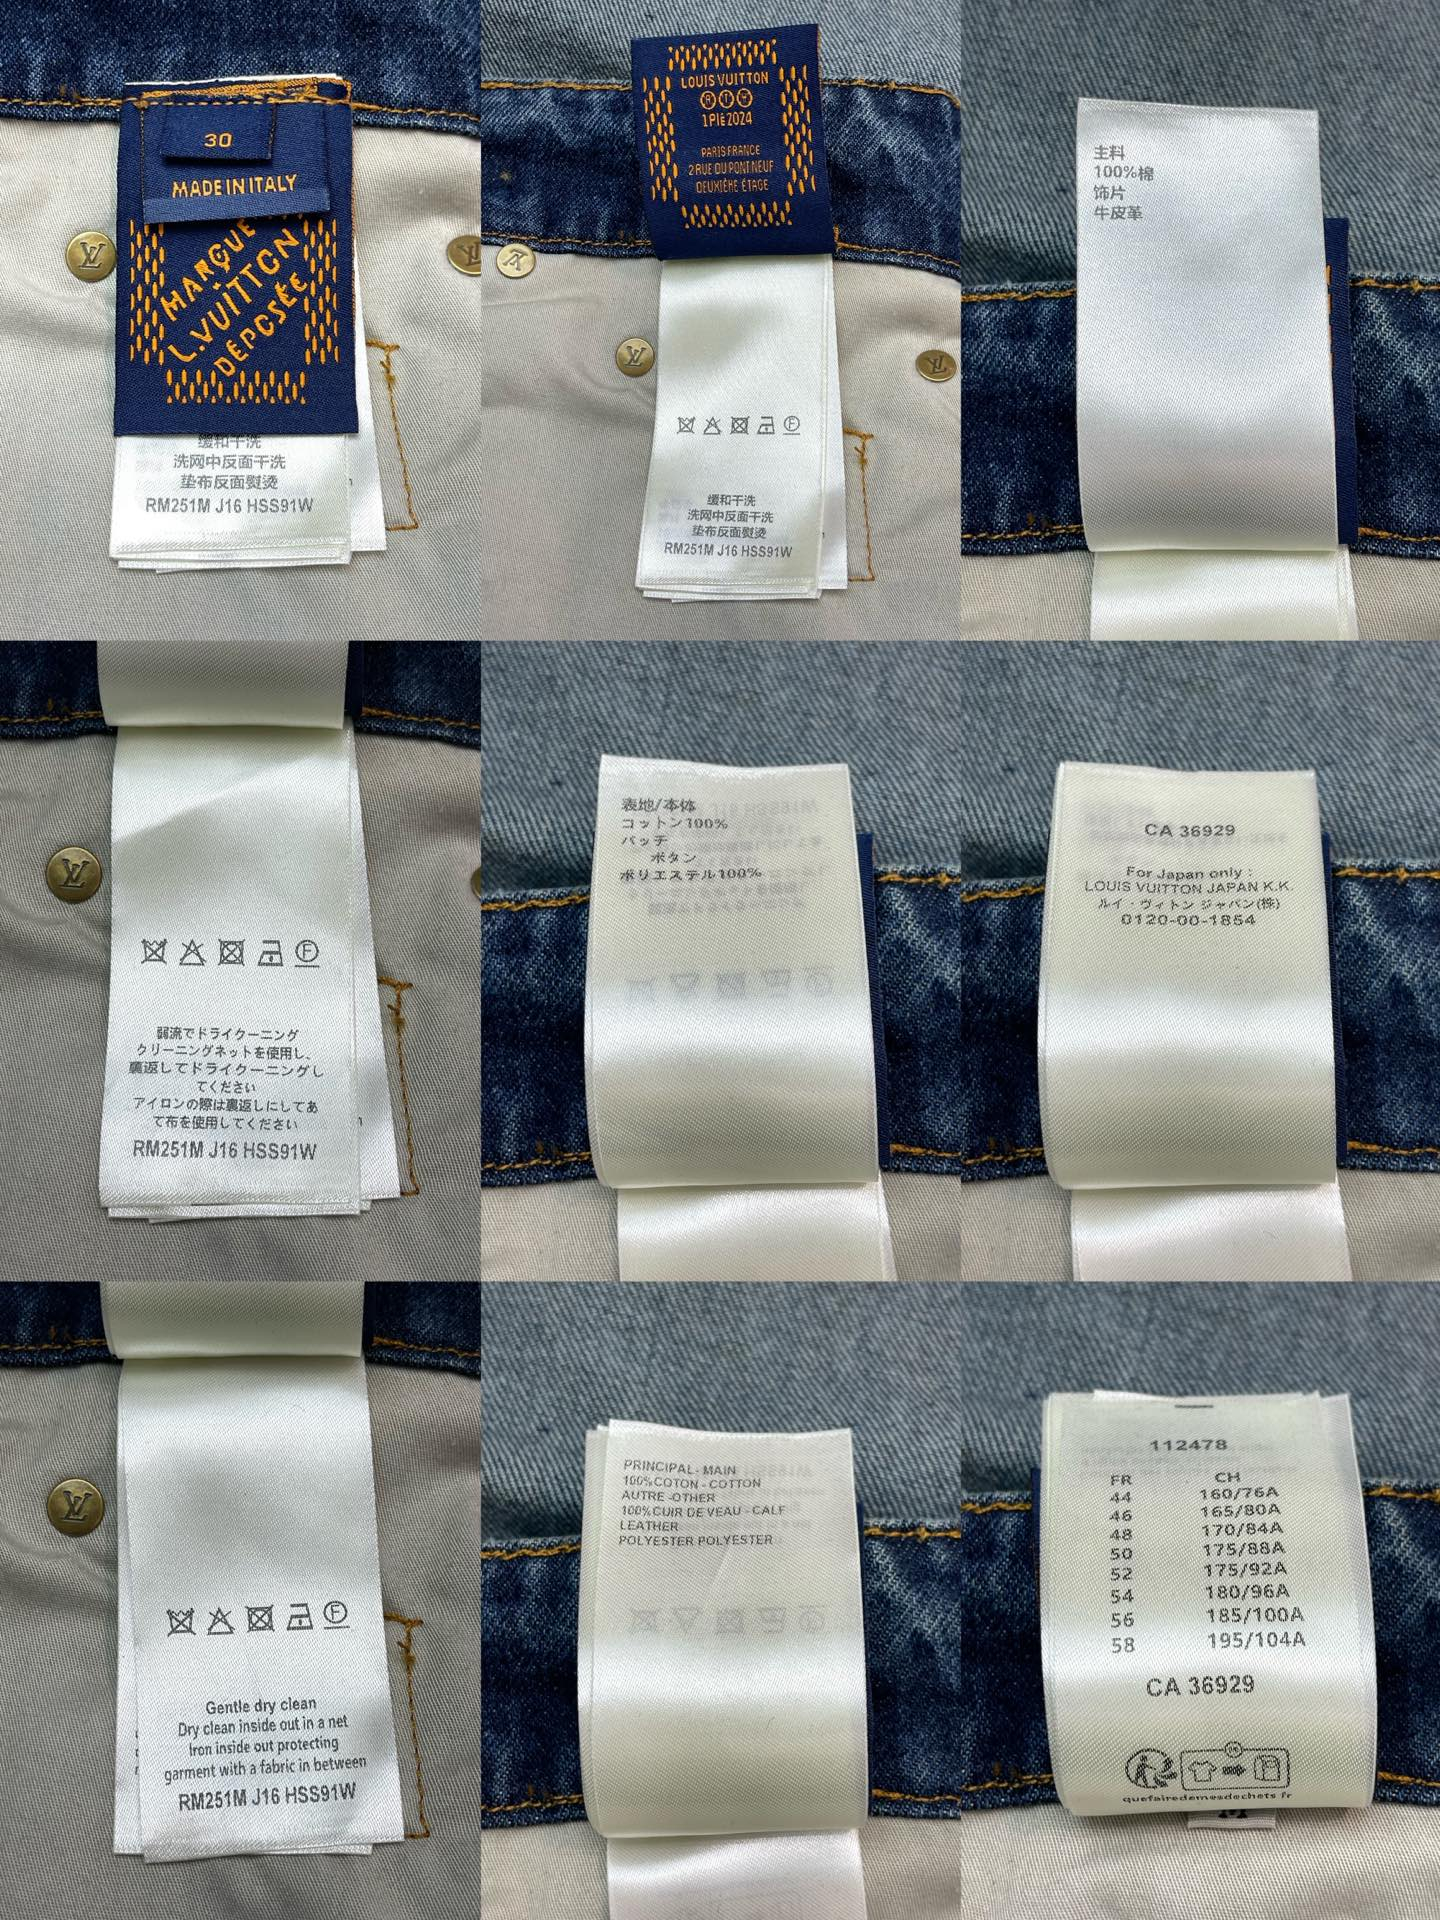 30
MADE IN ITALY
MARQUE
L.VUITTON
DÉPOSÉE
缓和干洗
洗网中反面干洗
垫布反面熨烫
RM251M J16 HSS91W
LOUIS VUITTON
1PIÈ2024
PARIS FRANCE
2 RUE DU PONT NEUF
DEUXIÈME ÉTAGE
F
缓和干洗
洗网中反面干洗
垫布反面熨烫
RM251M J16 HSS91W
主料
100%棉
饰片
牛皮革
F
弱流でドライクーニング
クリーニングネットを使用し、
裏返してドライクーニングし
てください
アイロンの際は裏返しにしてあ
て布を使用してください
RM251M J16 HSS91W
表地/本体
コットン100%
パッチ
ボタン
ポリエステル100%
CA 36929
For Japan only :
LOUIS VUITTON JAPAN K.K.
ルイ・ヴィトン ジャパン(株)
0120-00-1854
F
Gentle dry clean
Dry clean inside out in a net
Iron inside out protecting
garment with a fabric in between
RM251M J16 HSS91W
PRINCIPAL- MAIN
100%COTON - COTTON
AUTRE -OTHER
100%CUIR DE VEAU - CALF
LEATHER
POLYESTER POLYESTER
112478
FR CH
44 160/76A
46 165/80A
48 170/84A
50 175/88A
52 175/92A
54 180/96A
56 185/100A
58 195/104A
CA 36929
quefairedemesdechets.fr